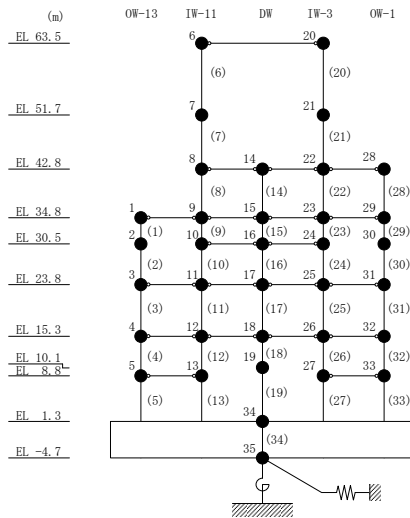 (m) OW-13 IW-11 DW IW-3 OW-1
EL 63.5 6 20
(6) (20)
EL 51.7 7 21
(7) (21)
EL 42.8 8 14 22 28
(8) (14) (22) (28)
EL 34.8 1 9 15 23 29
(1) (9) (15) (23) (29)
EL 30.5 2 10 16 24 30
(2) (10) (16) (24) (30)
EL 23.8 3 11 17 25 31
(3) (11) (17) (25) (31)
EL 15.3 4 12 18 26 32
(4) (12) (18) (26) (32)
EL 10.1 19
EL 8.8 5 13 27 33
(5) (13) (19) (27) (33)
EL 1.3 34
(34)
EL -4.7 35